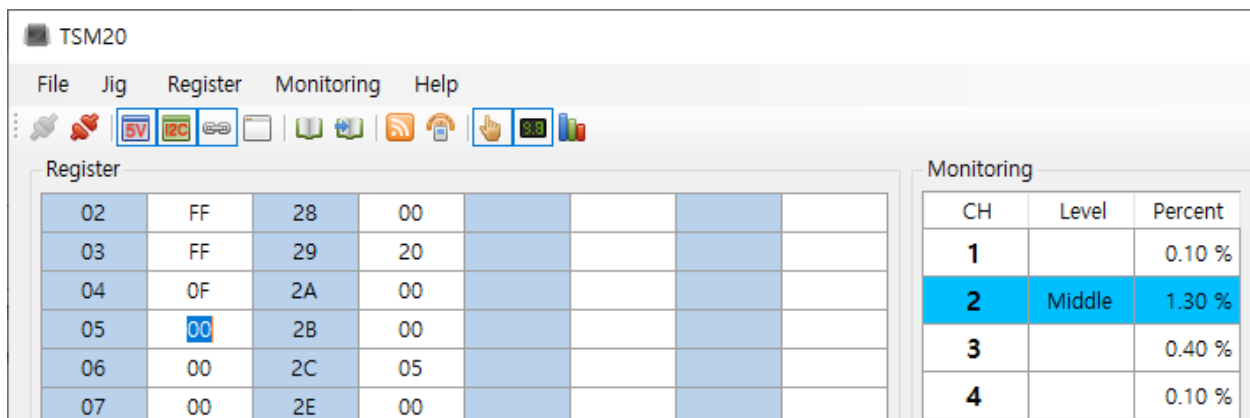 TSM20
File Jig Register Monitoring Help
5V I2C 9.8
Register
02 FF 28 00
03 FF 29 20
04 0F 2A 00
05 00 2B 00
06 00 2C 05
07 00 2E 00
Monitoring
CH Level Percent
1 0.10 %
2 Middle 1.30 %
3 0.40 %
4 0.10 %